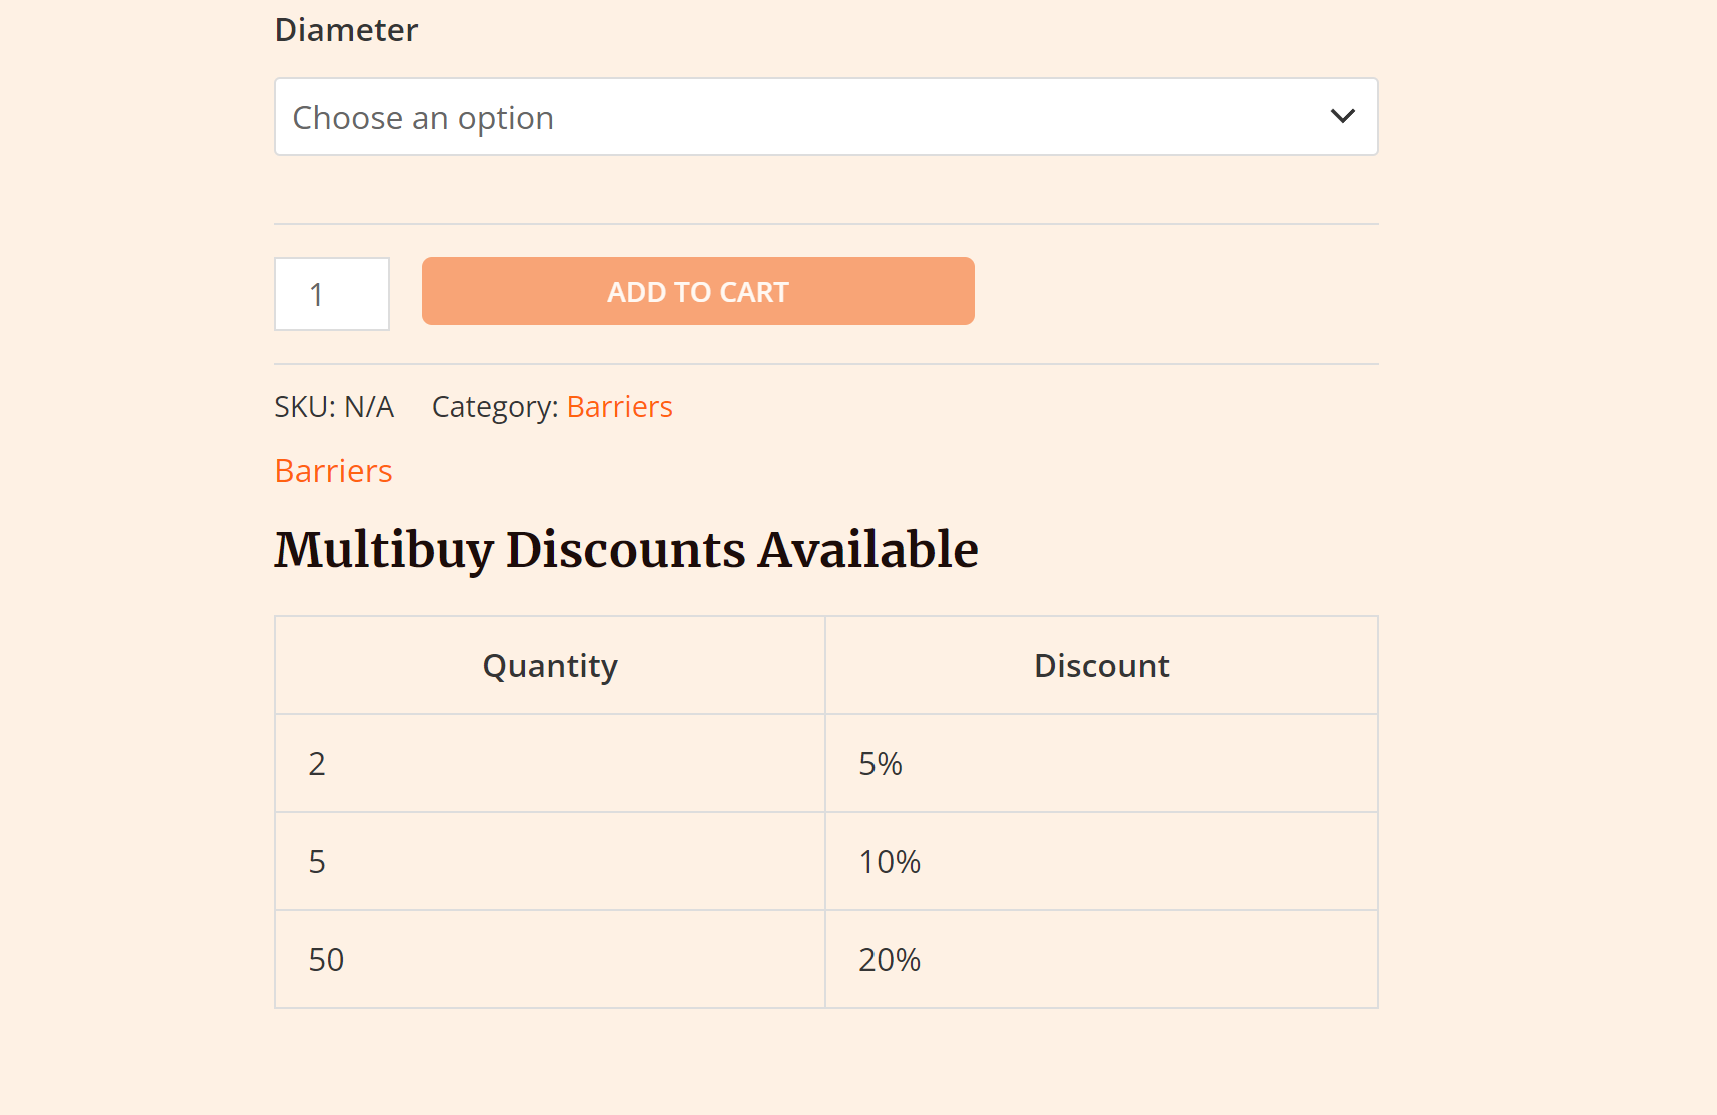 Diameter
Choose an option
1 ADD TO CART
SKU: N/A Category: Barriers
Barriers
Multibuy Discounts Available
Quantity Discount
2 5%
5 10%
50 20%